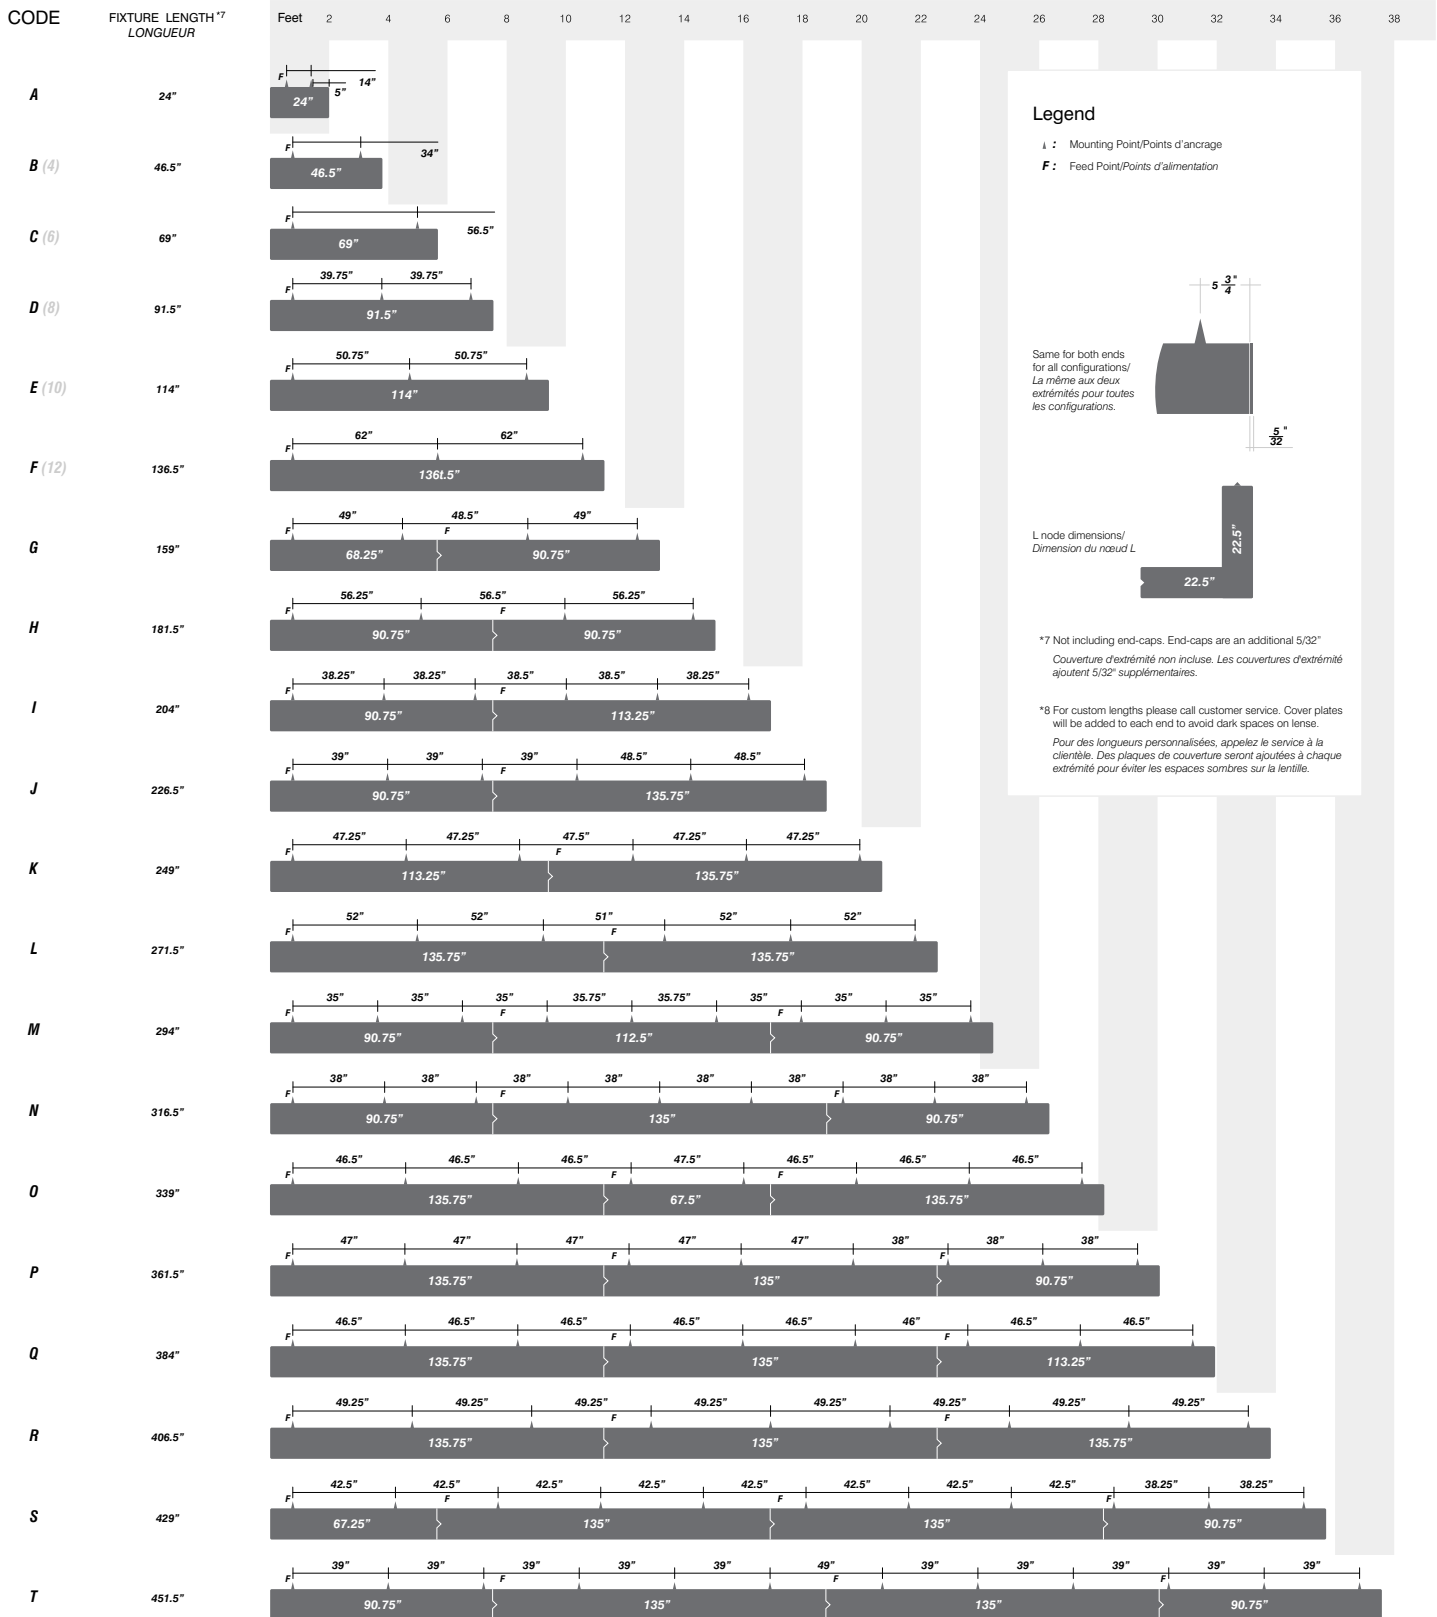 CODE
FIXTURE LENGTH *7
LONGUEUR
Feet 2 4 6 8 10 12 14 16 18 20 22 24 26 28 30 32 34 36 38
F 14"
5"
A 24" 24"
F 34"
B (4) 46.5" 46.5"
F 56.5"
C (6) 69" 69"
39.75" 39.75"
F
D (8) 91.5" 91.5"
50.75" 50.75"
F
E (10) 114" 114"
62" 62"
F
F (12) 136.5" 136t.5"
49" 48.5" 49"
F F
G 159" 68.25" 90.75"
56.25" 56.5" 56.25"
F F
H 181.5" 90.75" 90.75"
38.25" 38.25" 38.5" 38.5" 38.25"
F F
I 204" 90.75" 113.25"
39" 39" 39" 48.5" 48.5"
F F
J 226.5" 90.75" 135.75"
47.25" 47.25" 47.5" 47.25" 47.25"
F F
K 249" 113.25" 135.75"
52" 52" 51" 52" 52"
F F
L 271.5" 135.75" 135.75"
35" 35" 35" 35.75" 35.75" 35" 35" 35"
F F F
M 294" 90.75" 112.5" 90.75"
38" 38" 38" 38" 38" 38" 38" 38"
F F F
N 316.5" 90.75" 135" 90.75"
46.5" 46.5" 46.5" 47.5" 46.5" 46.5" 46.5"
F F F
O 339" 135.75" 67.5" 135.75"
47" 47" 47" 47" 47" 38" 38" 38"
F F F
P 361.5" 135.75" 135" 90.75"
46.5" 46.5" 46.5" 46.5" 46.5" 46" 46.5" 46.5"
F F F
Q 384" 135.75" 135" 113.25"
49.25" 49.25" 49.25" 49.25" 49.25" 49.25" 49.25" 49.25"
F F F
R 406.5" 135.75" 135" 135.75"
42.5" 42.5" 42.5" 42.5" 42.5" 42.5" 42.5" 42.5" 38.25" 38.25"
F F F F
S 429" 67.25" 135" 135" 90.75"
39" 39" 39" 39" 39" 49" 39" 39" 39" 39" 39"
F F F F
T 451.5" 90.75" 135" 135" 90.75"
Legend
: Mounting Point/Points d'ancrage
F : Feed Point/Points d'alimentation
5 3/4"
Same for both ends
for all configurations/
La même aux deux
extrémités pour toutes
les configurations.
5/32"
L node dimensions/
Dimension du nœud L
22.5"
22.5"
*7 Not including end-caps. End-caps are an additional 5/32"
Couverture d'extrémité non incluse. Les couvertures d'extrémité
ajoutent 5/32" supplémentaires.
*8 For custom lengths please call customer service. Cover plates
will be added to each end to avoid dark spaces on lense.
Pour des longueurs personnalisées, appelez le service à la
clientèle. Des plaques de couverture seront ajoutées à chaque
extrémité pour éviter les espaces sombres sur la lentille.